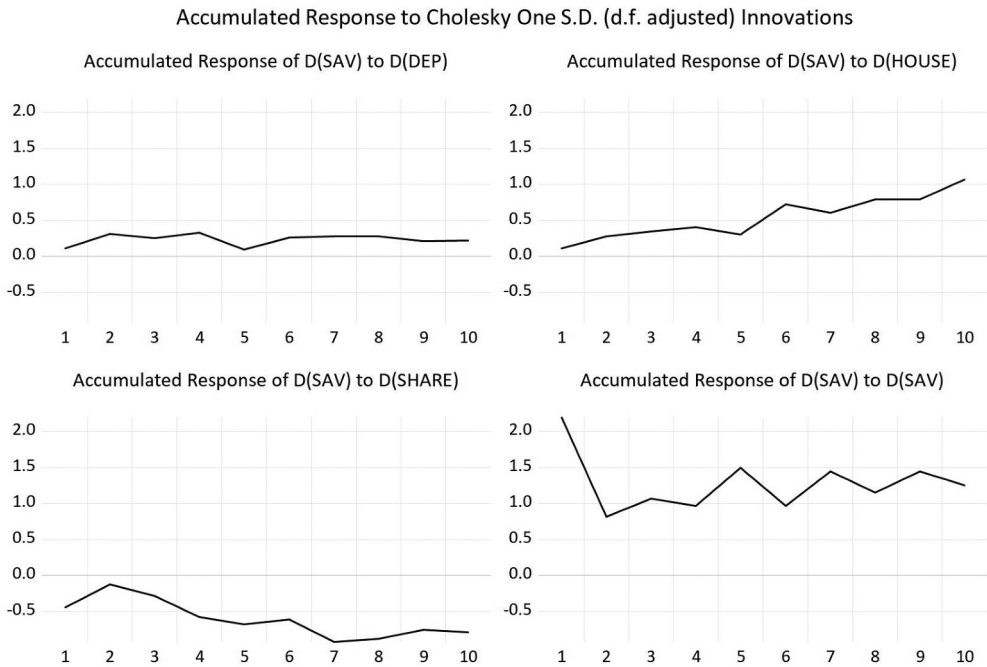 Accumulated Response to Cholesky One S.D. (d.f. adjusted) Innovations
Accumulated Response of D(SAV) to D(DEP)
2.0
1.5
1.0
0.5
0.0
-0.5
1 2 3 4 5 6 7 8 9 10
Accumulated Response of D(SAV) to D(HOUSE)
2.0
1.5
1.0
0.5
0.0
-0.5
1 2 3 4 5 6 7 8 9 10
Accumulated Response of D(SAV) to D(SHARE)
2.0
1.5
1.0
0.5
0.0
-0.5
1 2 3 4 5 6 7 8 9 10
Accumulated Response of D(SAV) to D(SAV)
2.0
1.5
1.0
0.5
0.0
-0.5
1 2 3 4 5 6 7 8 9 10